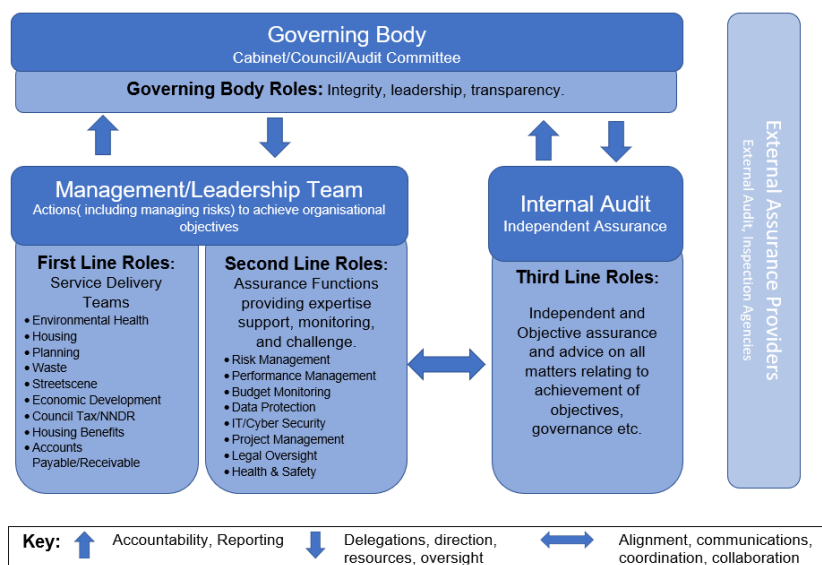 Governing Body
Cabinet/Council/Audit Committee
Governing Body Roles: Integrity, leadership, transparency.
Management/Leadership Team
Actions( including managing risks) to achieve organisational
objectives
First Line Roles:
Service Delivery
Teams
• Environmental Health
• Housing
• Planning
• Waste
• Streetscene
• Economic Development
• Council Tax/NNDR
• Housing Benefits
• Accounts
Payable/Receivable
Second Line Roles:
Assurance Functions
providing expertise
support, monitoring,
and challenge.
• Risk Management
• Performance Management
• Budget Monitoring
• Data Protection
• IT/Cyber Security
• Project Management
• Legal Oversight
• Health & Safety
Internal Audit
Independent Assurance
Third Line Roles:
Independent and
Objective assurance
and advice on all
matters relating to
achievement of
objectives,
governance etc.
External Assurance Providers
External Audit, Inspection Agencies
Key:
Accountability, Reporting
Delegations, direction,
resources, oversight
Alignment, communications,
coordination, collaboration